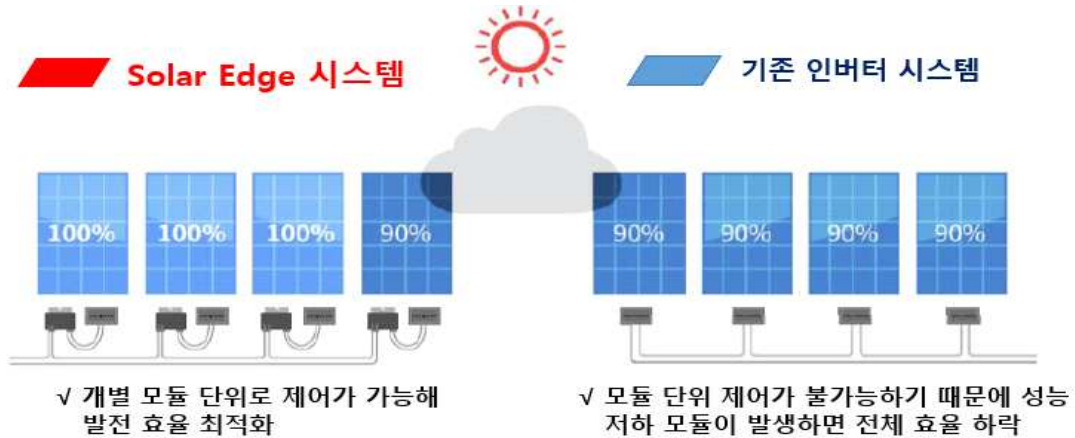 Solar Edge 시스템
기존 인버터 시스템
100%
100%
100%
90%
90%
90%
90%
90%
√ 개별 모듈 단위로 제어가 가능해
발전 효율 최적화
√ 모듈 단위 제어가 불가능하기 때문에 성능
저하 모듈이 발생하면 전체 효율 하락